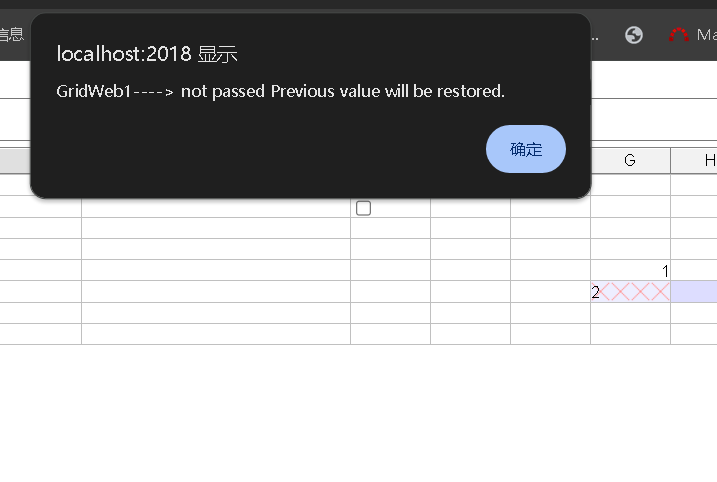 信息
localhost:2018 显示
GridWeb1----> not passed Previous value will be restored.
确定
..
Ma
G
H
1
2